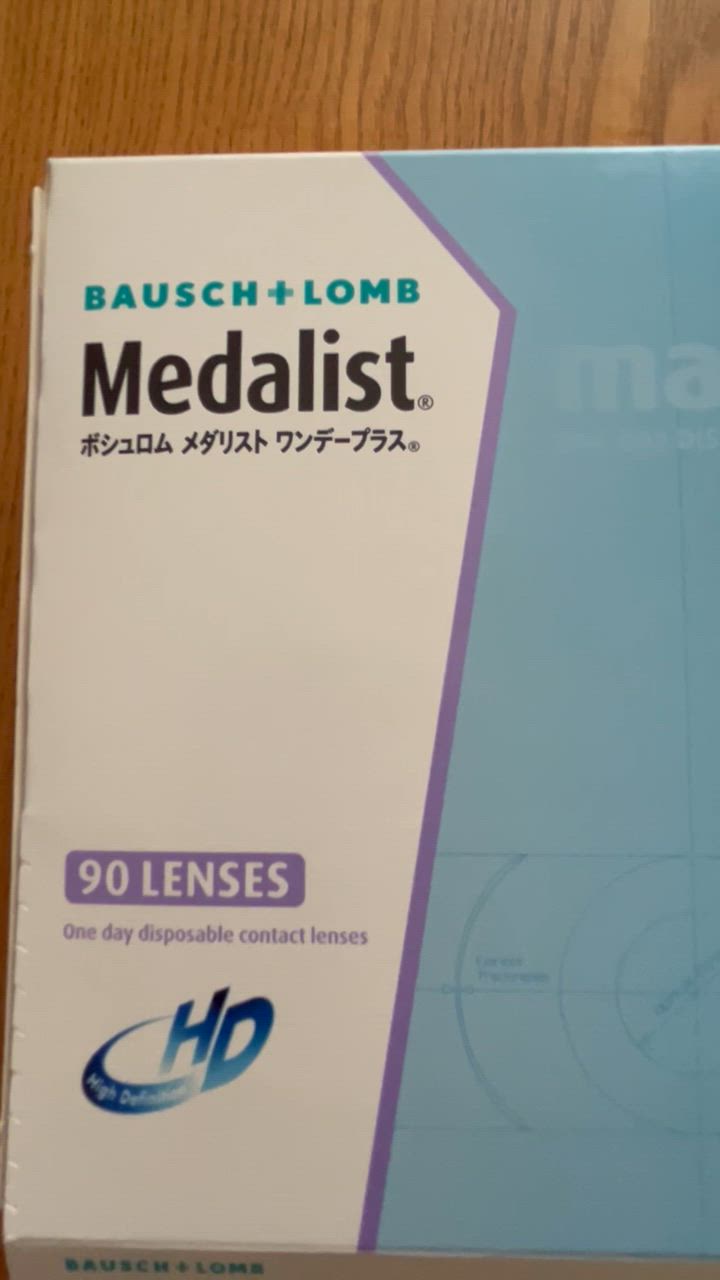 BAUSCH+LOMB
Medalist®
ボシュロム メダリスト ワンデープラス®
ma
90 LENSES
One day disposable contact lenses
HD
High Definition
BAUSCH+LOMB